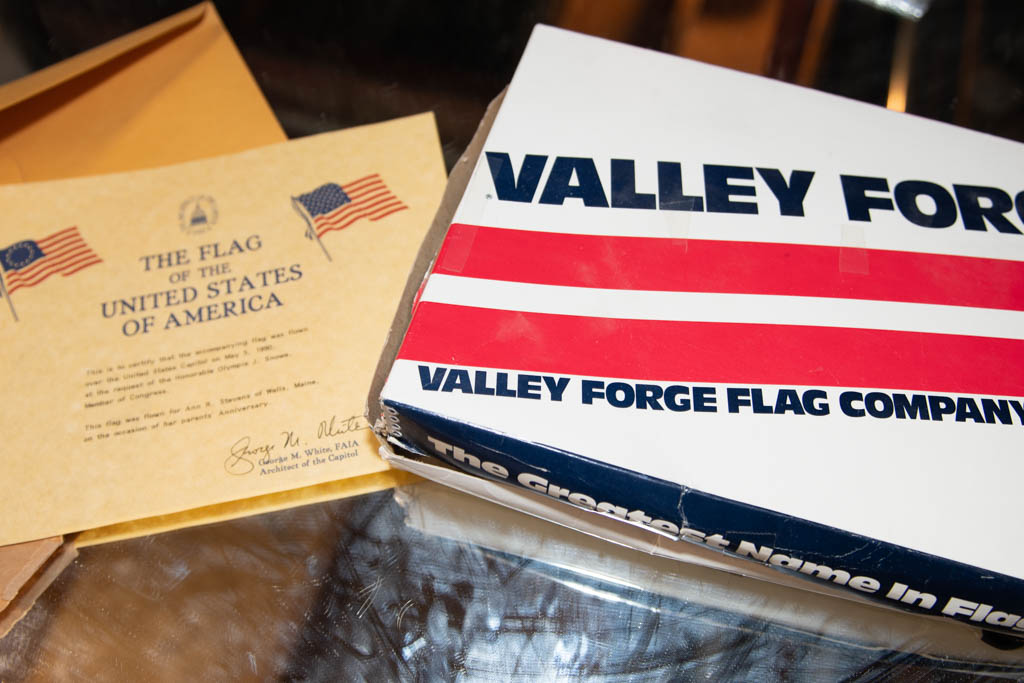 THE FLAG
OF THE
UNITED STATES
OF AMERICA
This is to certify that the accompanying flag was flown
over the United States Capitol on May 5, 1990,
at the request of the Honorable Olympia J. Snowe,
Member of Congress.
This flag was flown for Ann R. Stevens of Wells, Maine,
on the occasion of her parents' Anniversary.
George M. White
George M. White, FAIA
Architect of the Capitol
VALLEY FORG
VALLEY FORGE FLAG COMPANY
The Greatest Name In Flag